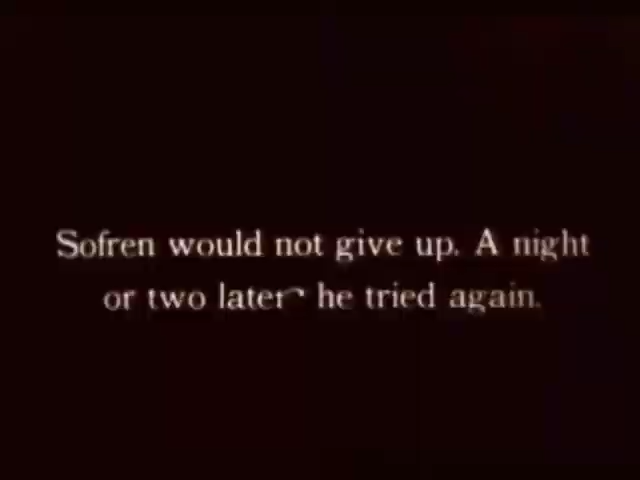 Sofren would not give up. A night
or two later he tried again.